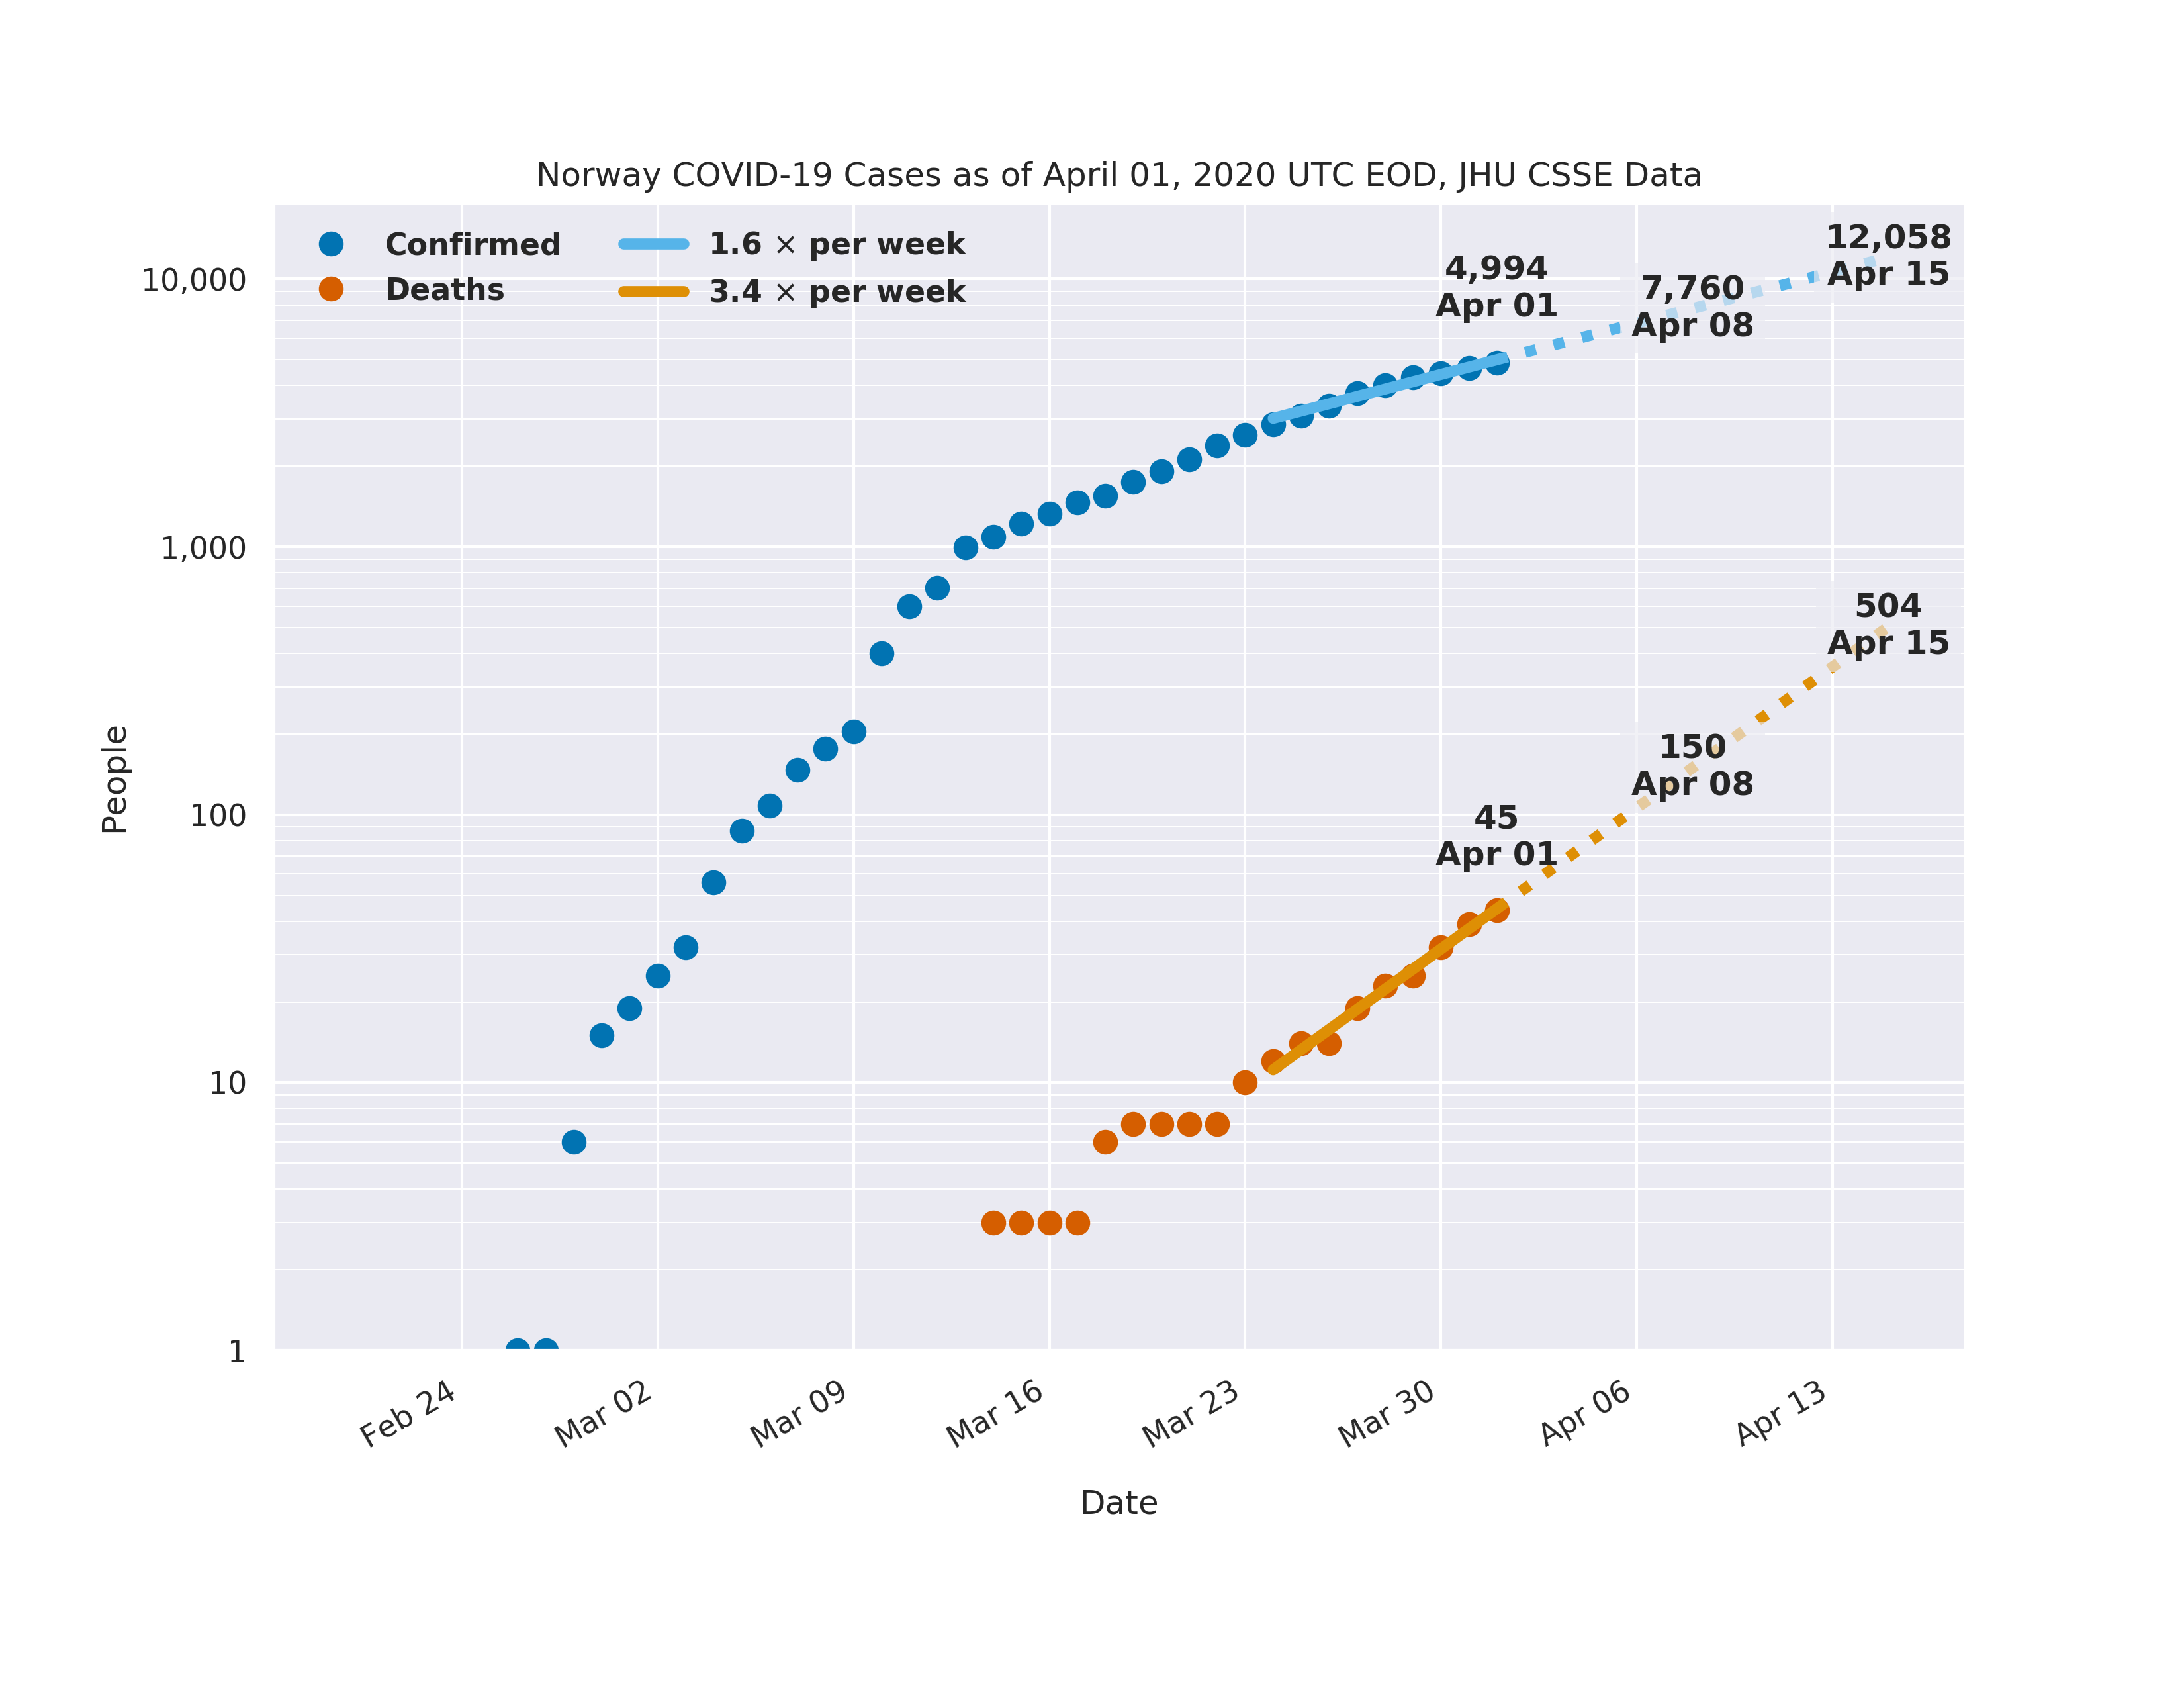 Norway COVID-19 Cases as of April 01, 2020 UTC EOD, JHU CSSE Data
Confirmed
Deaths
1.6 × per week
3.4 × per week
4,994
Apr 01
7,760
Apr 08
12,058
Apr 15
504
Apr 15
150
Apr 08
45
Apr 01
10,000
1,000
100
10
1
People
Feb 24
Mar 02
Mar 09
Mar 16
Mar 23
Mar 30
Apr 06
Apr 13
Date